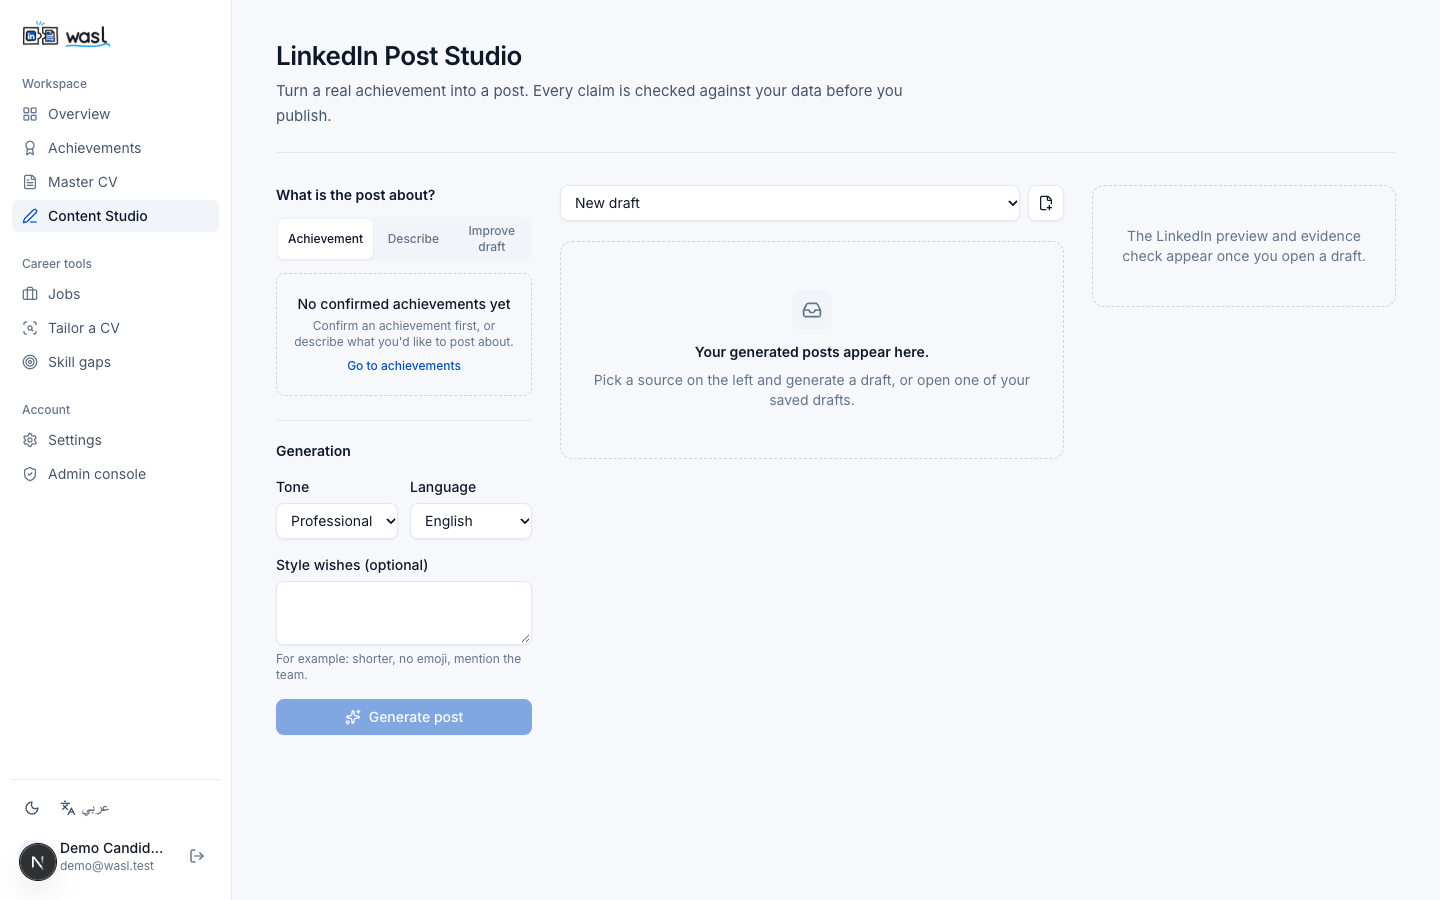 wasl
Workspace
Overview
Achievements
Master CV
Content Studio
Career tools
Jobs
Tailor a CV
Skill gaps
Account
Settings
Admin console
عربي
N
Demo Candid...
demo@wasl.test
LinkedIn Post Studio
Turn a real achievement into a post. Every claim is checked against your data before you
publish.
What is the post about?
Achievement
Describe
Improve
draft
No confirmed achievements yet
Confirm an achievement first, or
describe what you'd like to post about.
Go to achievements
Generation
Tone
Language
Professional
English
Style wishes (optional)
For example: shorter, no emoji, mention the
team.
Generate post
New draft
Your generated posts appear here.
Pick a source on the left and generate a draft, or open one of your
saved drafts.
The LinkedIn preview and evidence
check appear once you open a draft.